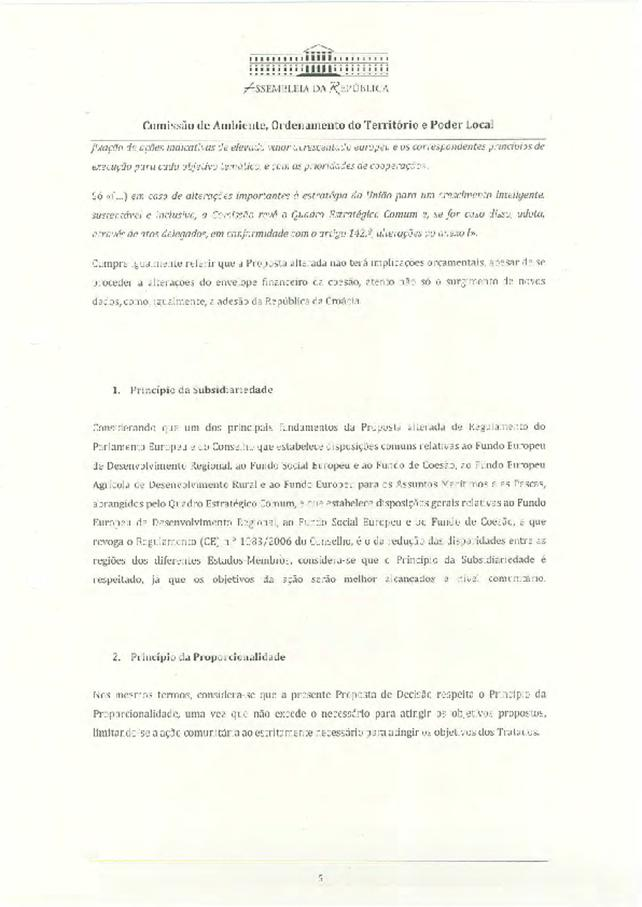 ASSEMBLEIA DA REPÚBLICA
Comissão de Ambiente, Ordenamento do Território e Poder Local
fixação de ações indicativas de elevado valor acrescentado europeu e os correspondentes princípios de
execução para cada objetivo temático, e com as prioridades de cooperação».
Só «(...) em caso de alterações importantes à estratégia da União para um crescimento inteligente,
sustentável e inclusivo, a Comissão revê o Quadro Estratégico Comum e, se for caso disso, adota,
através de atos delegados, em conformidade com o artigo 142.º, alterações ao anexo I».
Cumpre igualmente referir que a Proposta alterada não terá implicações orçamentais, apesar de se
proceder a alterações do envelope financeiro da coesão, atento não só o surgimento de novos
dados, como, igualmente, a adesão da República da Croácia.
1. Princípio da Subsidiariedade
Considerando que um dos principais fundamentos da Proposta alterada de Regulamento do
Parlamento Europeu e do Conselho que estabelece disposições comuns relativas ao Fundo Europeu
de Desenvolvimento Regional, ao Fundo Social Europeu e ao Fundo de Coesão, ao Fundo Europeu
Agrícola de Desenvolvimento Rural e ao Fundo Europeu para os Assuntos Marítimos e as Pescas,
abrangidos pelo Quadro Estratégico Comum, e que estabelece disposições gerais relativas ao Fundo
Europeu de Desenvolvimento Regional, ao Fundo Social Europeu e ao Fundo de Coesão, e que
revoga o Regulamento (CE) n.º 1083/2006 do Conselho, é o da redução das disparidades entre as
regiões dos diferentes Estados-Membros, considera-se que o Princípio da Subsidiariedade é
respeitado, já que os objetivos da ação serão melhor alcançados a nível comunitário.
2. Princípio da Proporcionalidade
Nos mesmos termos, considera-se que a presente Proposta de Decisão respeita o Princípio da
Proporcionalidade, uma vez que não excede o necessário para atingir os objetivos propostos,
limitando-se a ação comunitária ao estritamente necessário para atingir os objetivos dos Tratados.
5